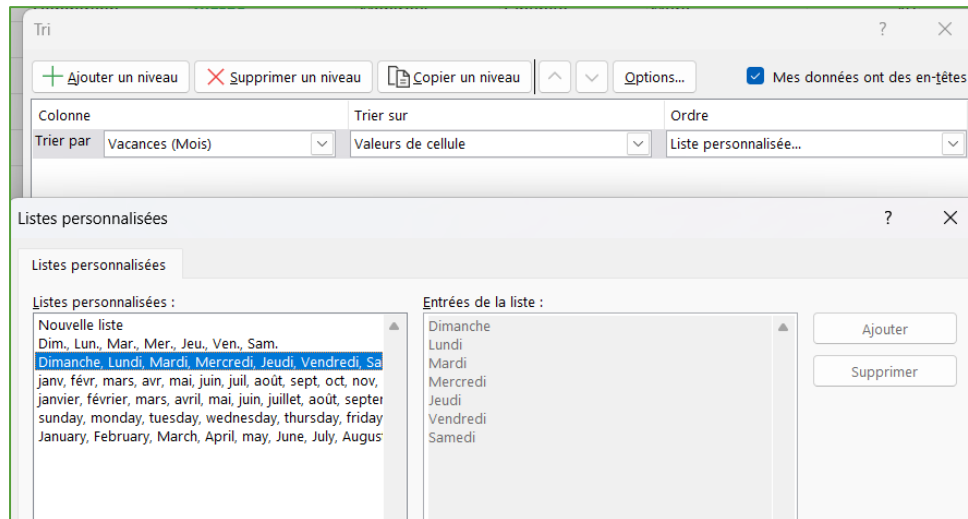 Tri ?
Ajouter un niveau Supprimer un niveau Copier un niveau Options... Mes données ont des en-têtes
Colonne Trier sur Ordre
Trier par Vacances (Mois) Valeurs de cellule Liste personnalisée...
Listes personnalisées ?
Listes personnalisées
Listes personnalisées : Entrées de la liste :
Nouvelle liste Dimanche Ajouter
Dim., Lun., Mar., Mer., Jeu., Ven., Sam. Lundi
Dimanche, Lundi, Mardi, Mercredi, Jeudi, Vendredi, Sa Mardi Supprimer
janv, févr, mars, avr, mai, juin, juil, août, sept, oct, nov, Mercredi
janvier, février, mars, avril, mai, juin, juillet, août, septer Jeudi
sunday, monday, tuesday, wednesday, thursday, friday Vendredi
January, February, March, April, may, June, July, Augus Samedi